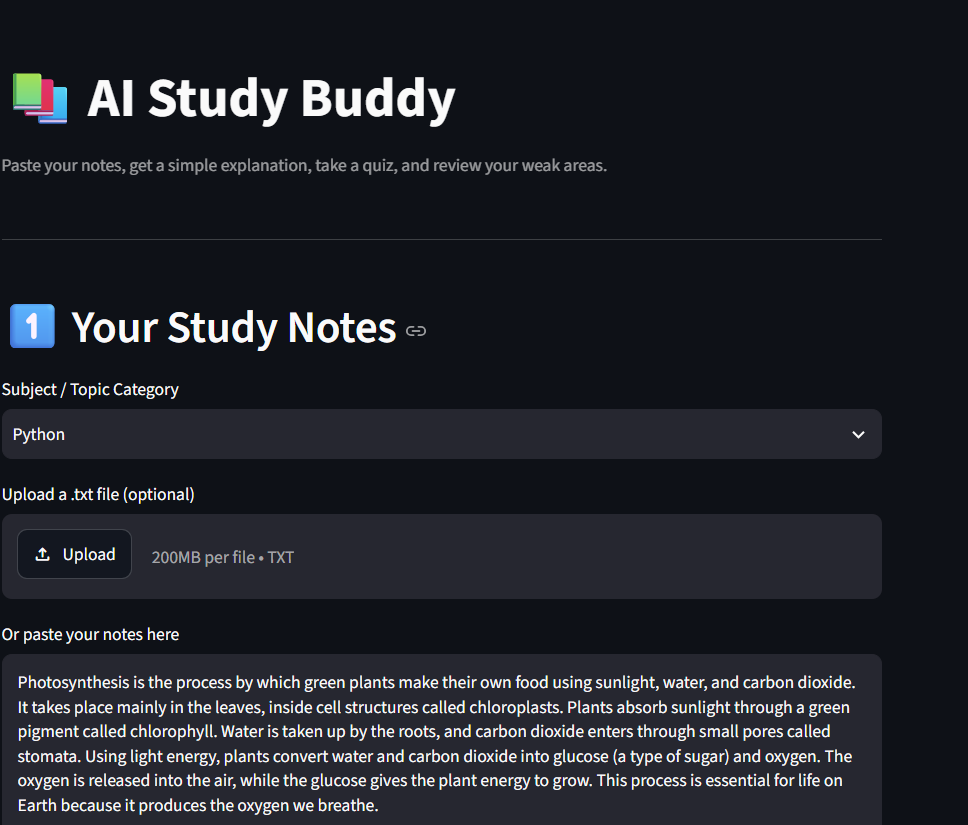 AI Study Buddy
Paste your notes, get a simple explanation, take a quiz, and review your weak areas.
1 Your Study Notes
Subject / Topic Category
Python
Upload a .txt file (optional)
Upload
200MB per file • TXT
Or paste your notes here
Photosynthesis is the process by which green plants make their own food using sunlight, water, and carbon dioxide.
It takes place mainly in the leaves, inside cell structures called chloroplasts. Plants absorb sunlight through a green
pigment called chlorophyll. Water is taken up by the roots, and carbon dioxide enters through small pores called
stomata. Using light energy, plants convert water and carbon dioxide into glucose (a type of sugar) and oxygen. The
oxygen is released into the air, while the glucose gives the plant energy to grow. This process is essential for life on
Earth because it produces the oxygen we breathe.